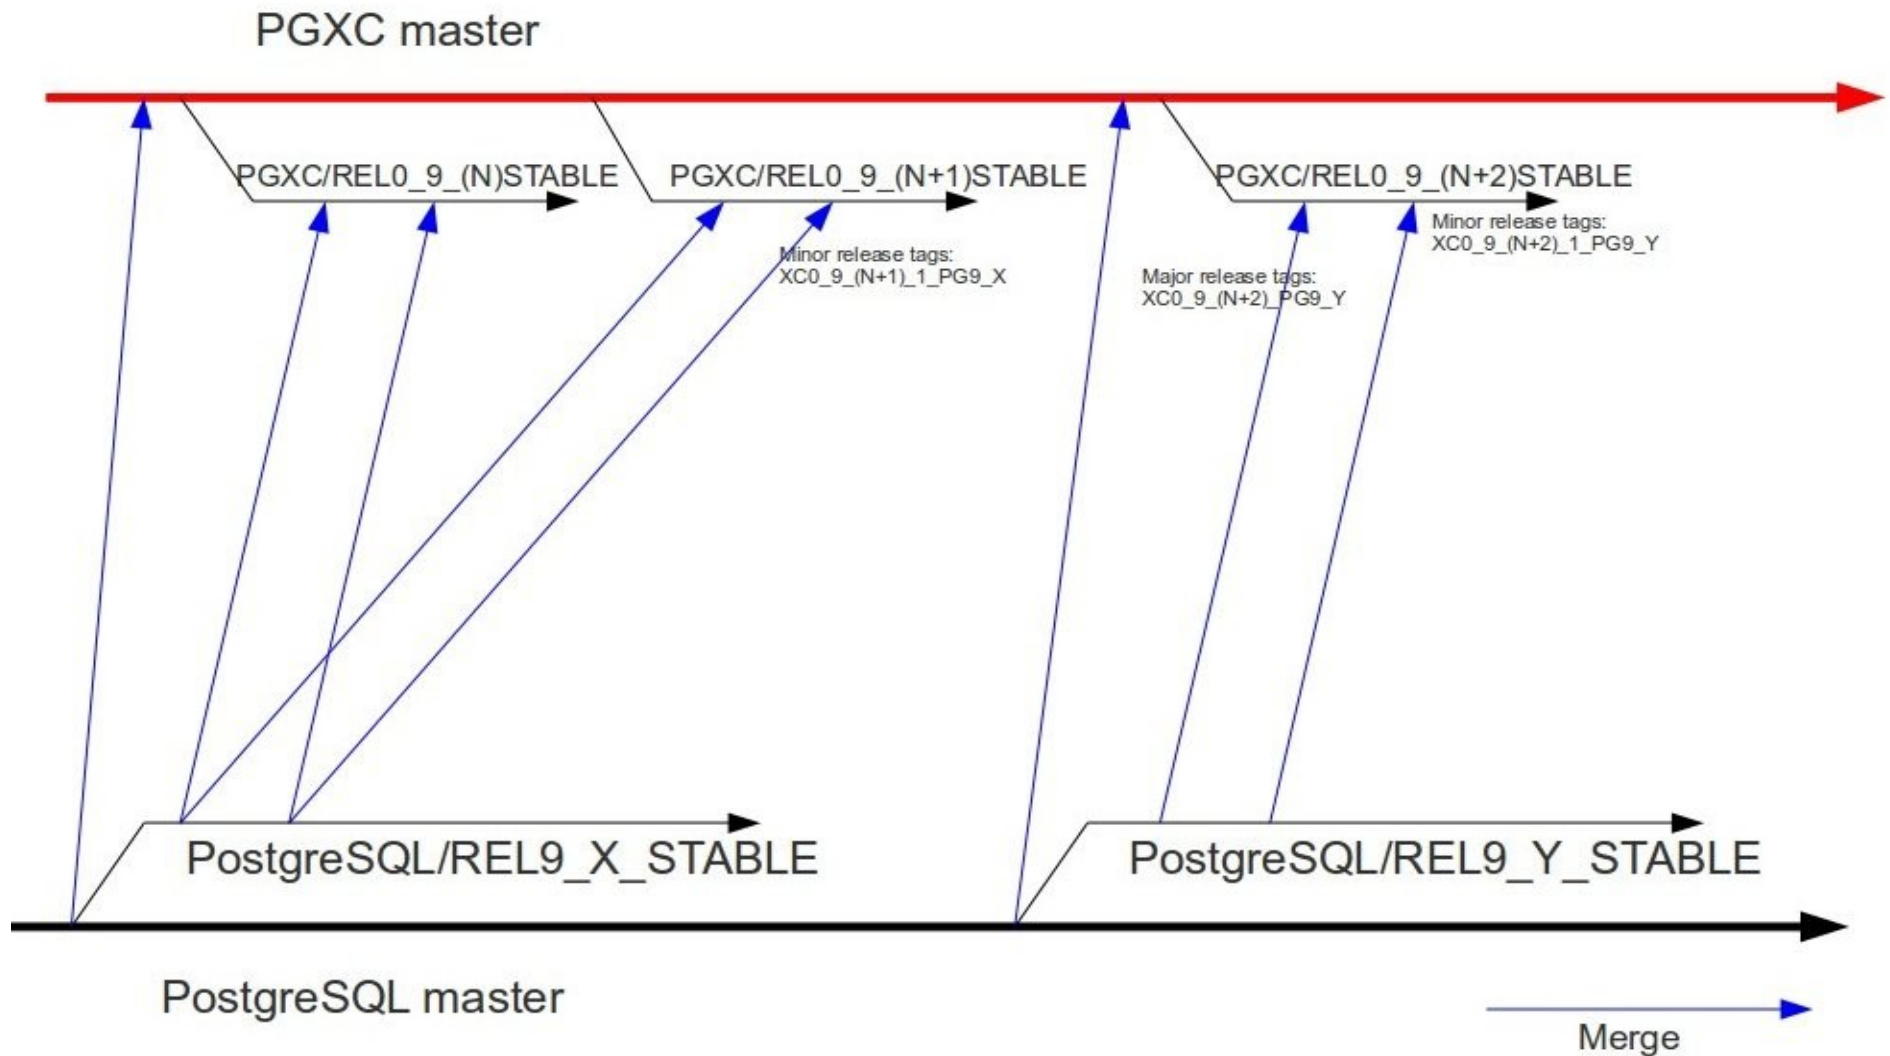 PGXC master
PGXC/REL0_9_(N)STABLE
PGXC/REL0_9_(N+1)STABLE
PGXC/REL0_9_(N+2)STABLE
Minor release tags:
XC0_9_(N+1)_1_PG9_X
Major release tags:
XC0_9_(N+2)_PG9_Y
Minor release tags:
XC0_9_(N+2)_1_PG9_Y
PostgreSQL/REL9_X_STABLE
PostgreSQL/REL9_Y_STABLE
PostgreSQL master
Merge